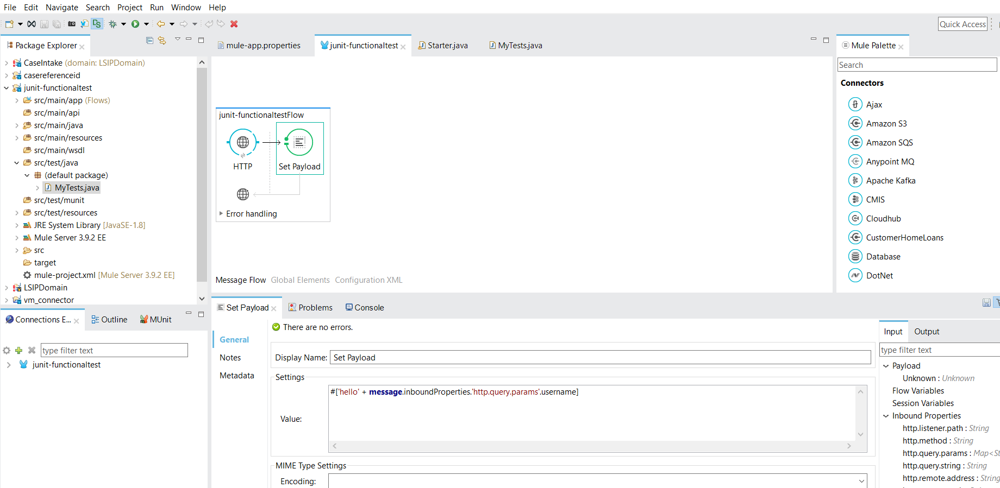 File Edit Navigate Search Project Run Window Help
Quick Access
Package Explorer
CaseIntake (domain: LSIPDomain)
casereferenceid
junit-functionaltest
src/main/app (Flows)
src/main/api
src/main/java
src/main/resources
src/main/wsdl
src/test/java
(default package)
MyTests.java
src/test/munit
src/test/resources
JRE System Library [JavaSE-1.8]
Mule Server 3.9.2 EE
src
target
mule-project.xml [Mule Server 3.9.2 EE]
LSIPDomain
vm_connector
Connections E... Outline MUnit
type filter text
junit-functionaltest
mule-app.properties junit-functionaltest Starter.java MyTests.java
junit-functionaltestFlow
HTTP Set Payload
Error handling
Message Flow Global Elements Configuration XML
Mule Palette
Search
Connectors
Ajax
Amazon S3
Amazon SQS
Anypoint MQ
Apache Kafka
CMIS
Cloudhub
CustomerHomeLoans
Database
DotNet
Set Payload Problems Console
There are no errors.
General
Notes
Metadata
Display Name: Set Payload
Settings
#['hello' + message.inboundProperties.'http.query.params'.username]
Value:
MIME Type Settings
Encoding:
Input Output
type filter text
Payload
Unknown : Unknown
Flow Variables
Session Variables
Inbound Properties
http.listener.path : String
http.method : String
http.query.params : Map<St
http.query.string : String
http.remote.address : String